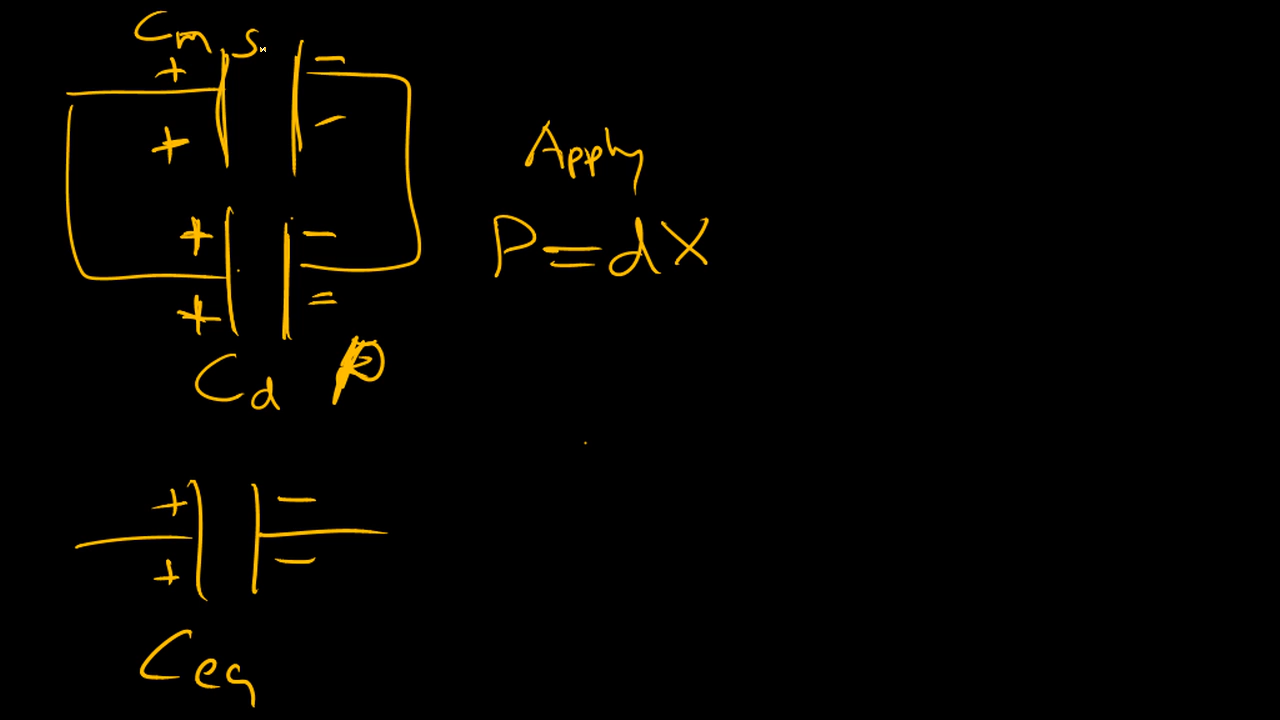 Cm S
+ −
+ −
+ −
+ =
Cd P
Apply
P=dX
+ −
+ −
Ceq